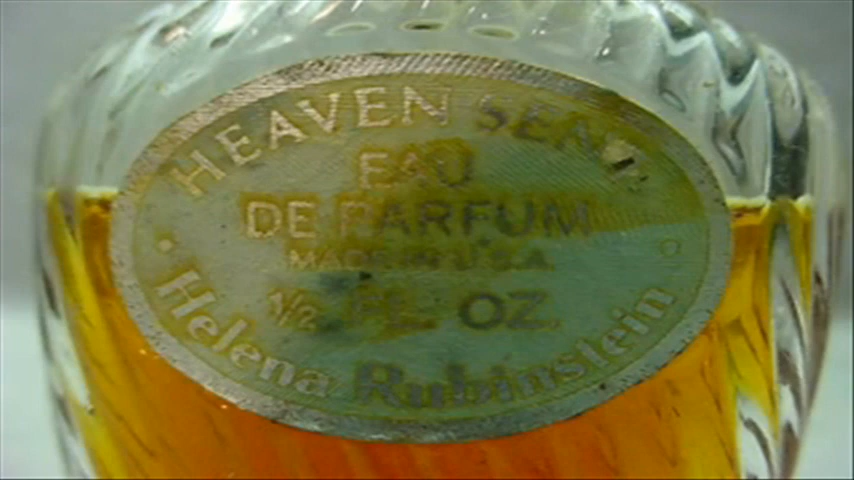 HEAVEN SENT
EAU
DE PARFUM
MADE IN U.S.A.
1/2 FL. OZ.
Helena Rubinstein